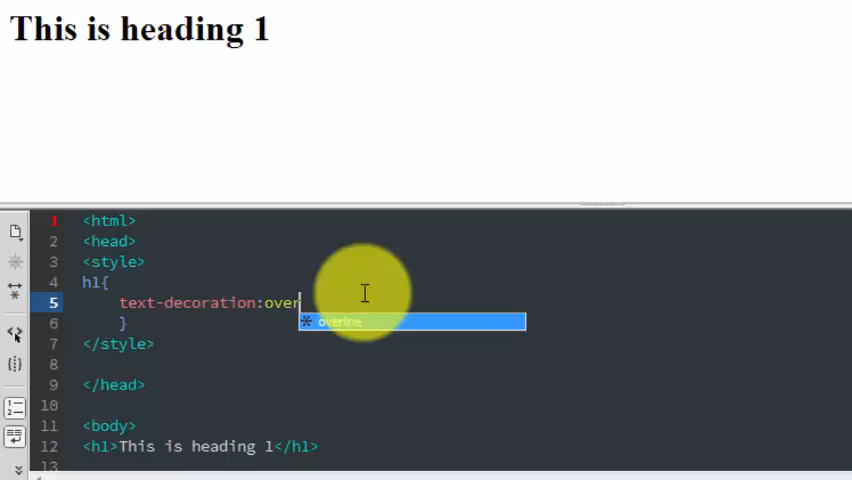 This is heading 1
1 <html>
2 <head>
3 <style>
4 h1{
5 text-decoration:over
* overline
6 }
7 </style>
8
9 </head>
10
11 <body>
12 <h1>This is heading 1</h1>
13